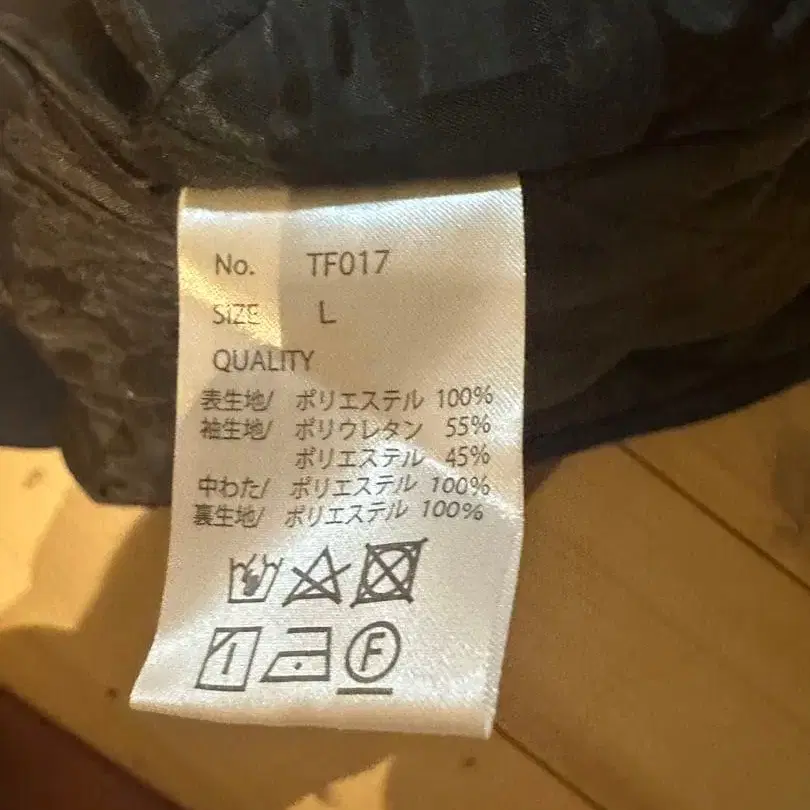 No. TF017
SIZE L
QUALITY
表生地/ ポリエステル 100%
袖生地/ ポリウレタン 55%
ポリエステル 45%
中わた/ ポリエステル 100%
裏生地/ ポリエステル 100%
F